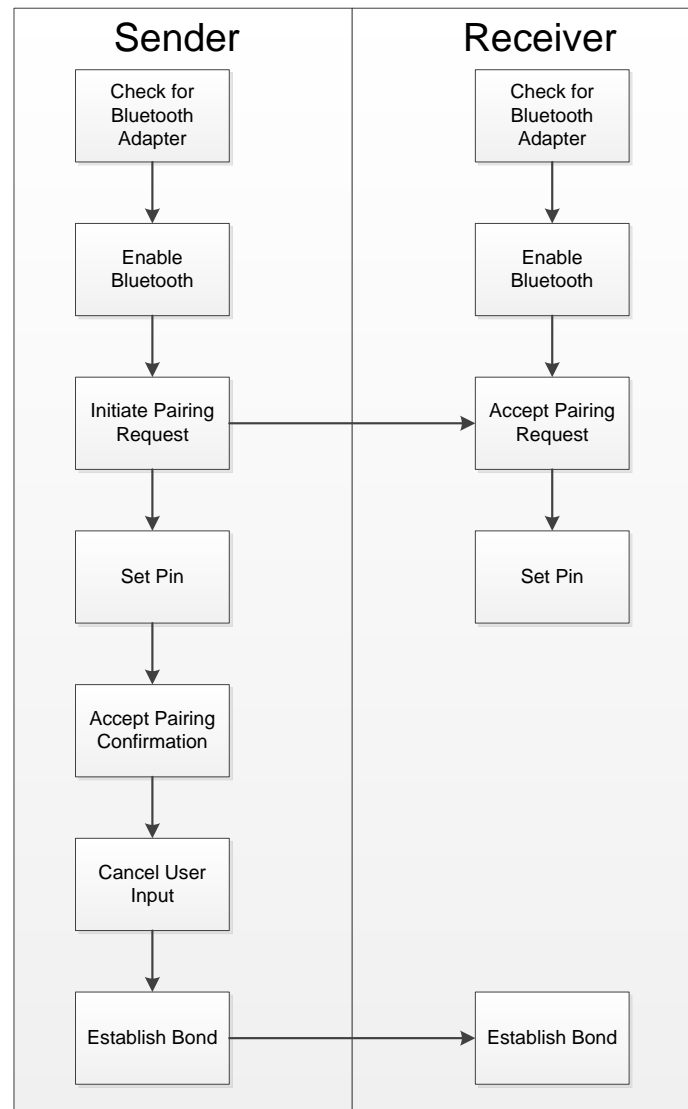 Sender
Check for
Bluetooth
Adapter
Enable
Bluetooth
Initiate Pairing
Request
Set Pin
Accept Pairing
Confirmation
Cancel User
Input
Establish Bond
Receiver
Check for
Bluetooth
Adapter
Enable
Bluetooth
Accept Pairing
Request
Set Pin
Establish Bond